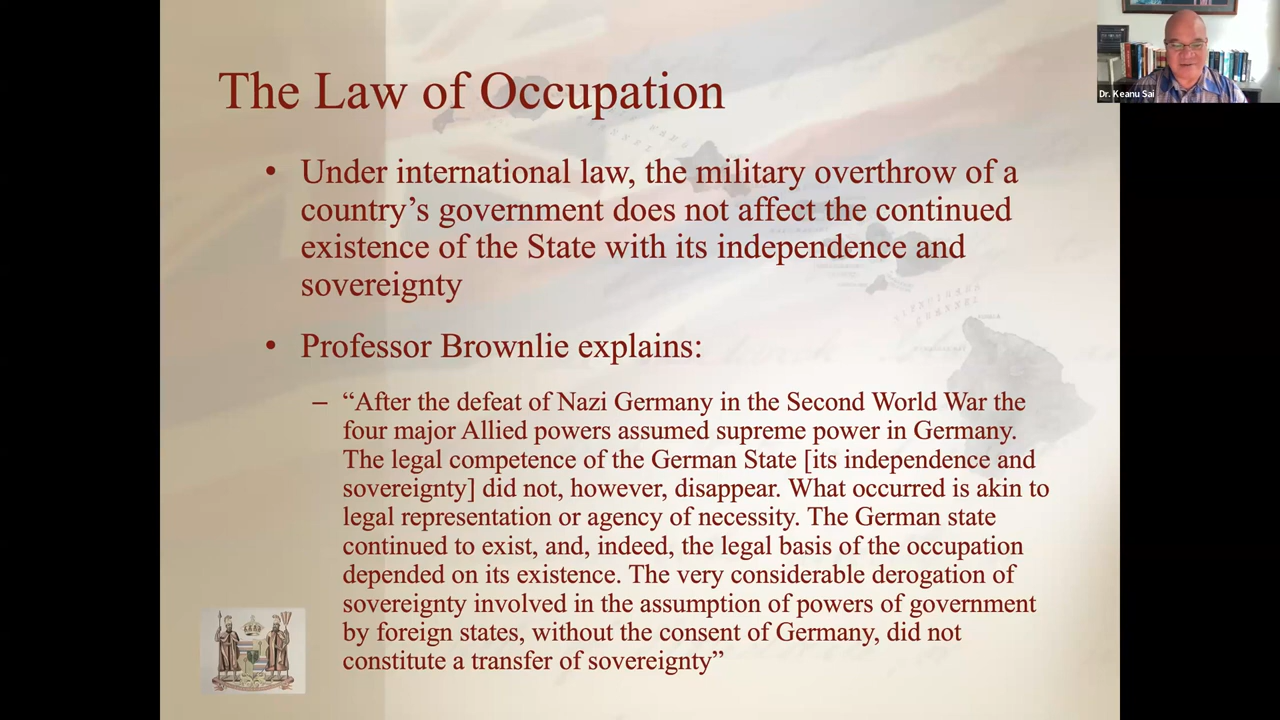 The Law of Occupation
Dr. Keanu Sai
• Under international law, the military overthrow of a
country’s government does not affect the continued
existence of the State with its independence and
sovereignty
• Professor Brownlie explains:
– “After the defeat of Nazi Germany in the Second World War the
four major Allied powers assumed supreme power in Germany.
The legal competence of the German State [its independence and
sovereignty] did not, however, disappear. What occurred is akin to
legal representation or agency of necessity. The German state
continued to exist, and, indeed, the legal basis of the occupation
depended on its existence. The very considerable derogation of
sovereignty involved in the assumption of powers of government
by foreign states, without the consent of Germany, did not
constitute a transfer of sovereignty”